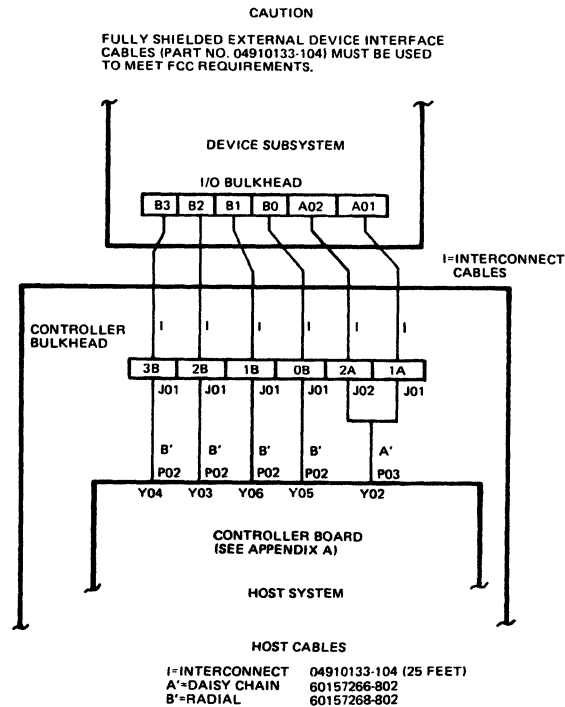 CAUTION
FULLY SHIELDED EXTERNAL DEVICE INTERFACE
CABLES (PART NO. 04910133-104) MUST BE USED
TO MEET FCC REQUIREMENTS.
DEVICE SUBSYSTEM
I/O BULKHEAD
B3 B2 B1 B0 A02 A01
I=INTERCONNECT
CABLES
CONTROLLER
BULKHEAD
I I I I I I
3B 2B 1B 0B 2A 1A
J01 J01 J01 J01 J02 J01
B' B' B' B' A'
P02 P02 P02 P02 P03
Y04 Y03 Y06 Y05 Y02
CONTROLLER BOARD
(SEE APPENDIX A)
HOST SYSTEM
HOST CABLES
I=INTERCONNECT 04910133-104 (25 FEET)
A'=DAISY CHAIN 60157266-802
B'=RADIAL 60157268-802